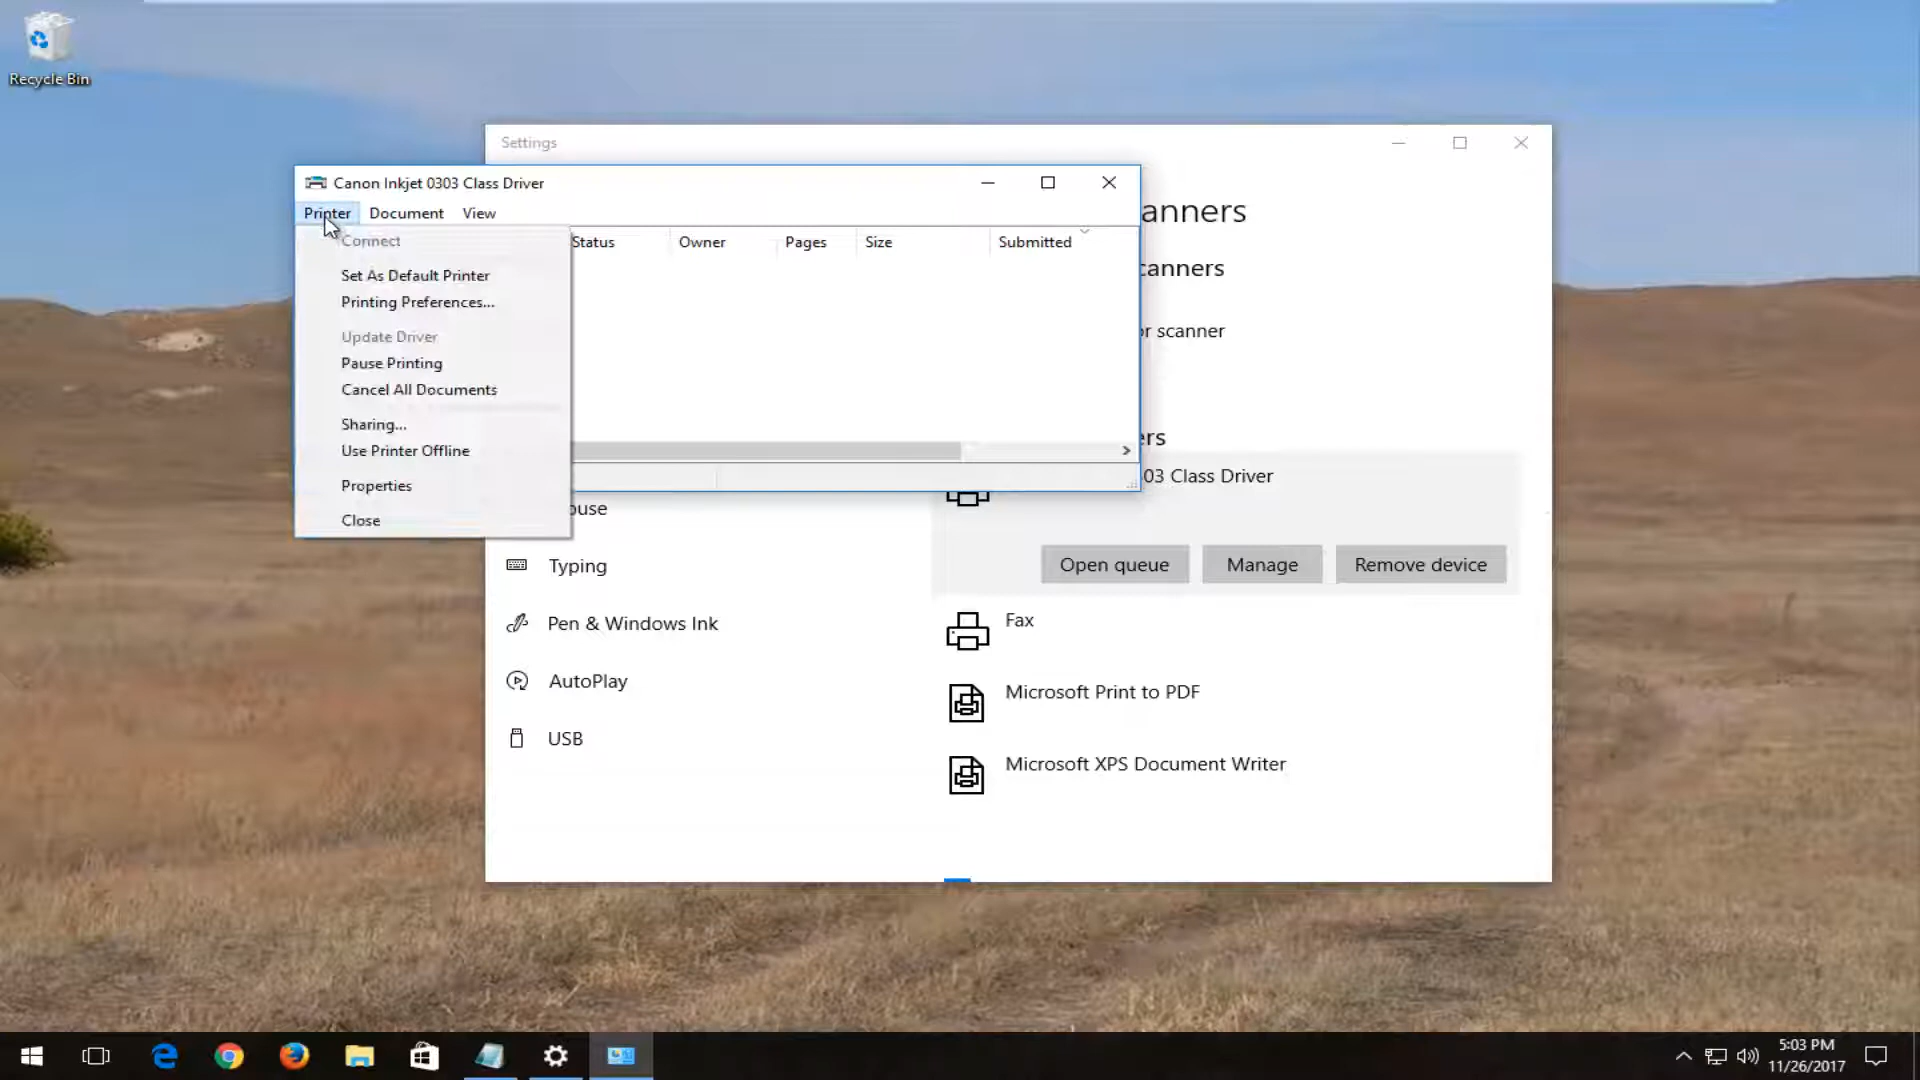 Recycle Bin
Settings
Canon Inkjet 0303 Class Driver
Printer Document View
Connect
Set As Default Printer
Printing Preferences...
Update Driver
Pause Printing
Cancel All Documents
Sharing...
Use Printer Offline
Properties
Close
Status Owner Pages Size Submitted
anners
canners
or scanner
ers
03 Class Driver
Open queue Manage Remove device
ouse
Typing
Pen & Windows Ink
AutoPlay
USB
Fax
Microsoft Print to PDF
Microsoft XPS Document Writer
5:03 PM
11/26/2017